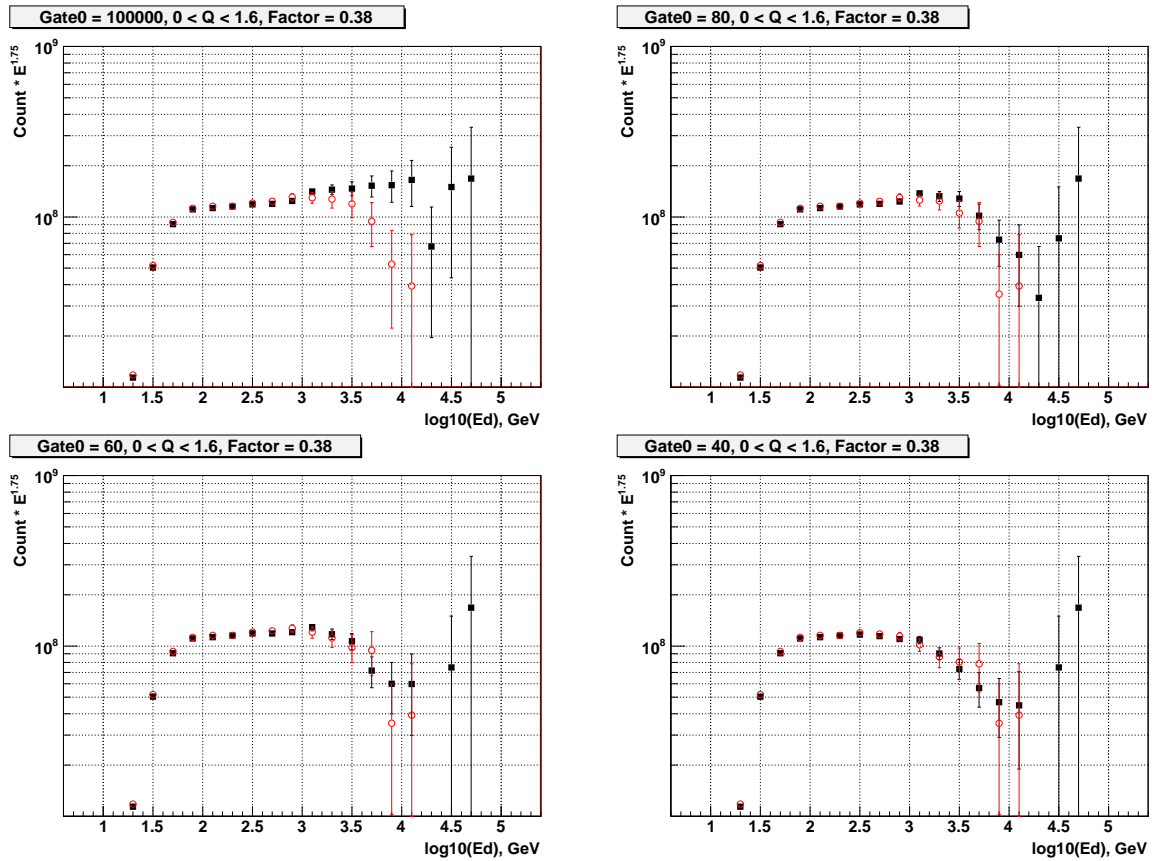 Gate0 = 100000, 0 < Q < 1.6, Factor = 0.38
Count * E^1.75
10^9
10^8
1 1.5 2 2.5 3 3.5 4 4.5 5
log10(Ed), GeV
Gate0 = 80, 0 < Q < 1.6, Factor = 0.38
Count * E^1.75
10^9
10^8
1 1.5 2 2.5 3 3.5 4 4.5 5
log10(Ed), GeV
Gate0 = 60, 0 < Q < 1.6, Factor = 0.38
Count * E^1.75
10^9
10^8
1 1.5 2 2.5 3 3.5 4 4.5 5
log10(Ed), GeV
Gate0 = 40, 0 < Q < 1.6, Factor = 0.38
Count * E^1.75
10^9
10^8
1 1.5 2 2.5 3 3.5 4 4.5 5
log10(Ed), GeV